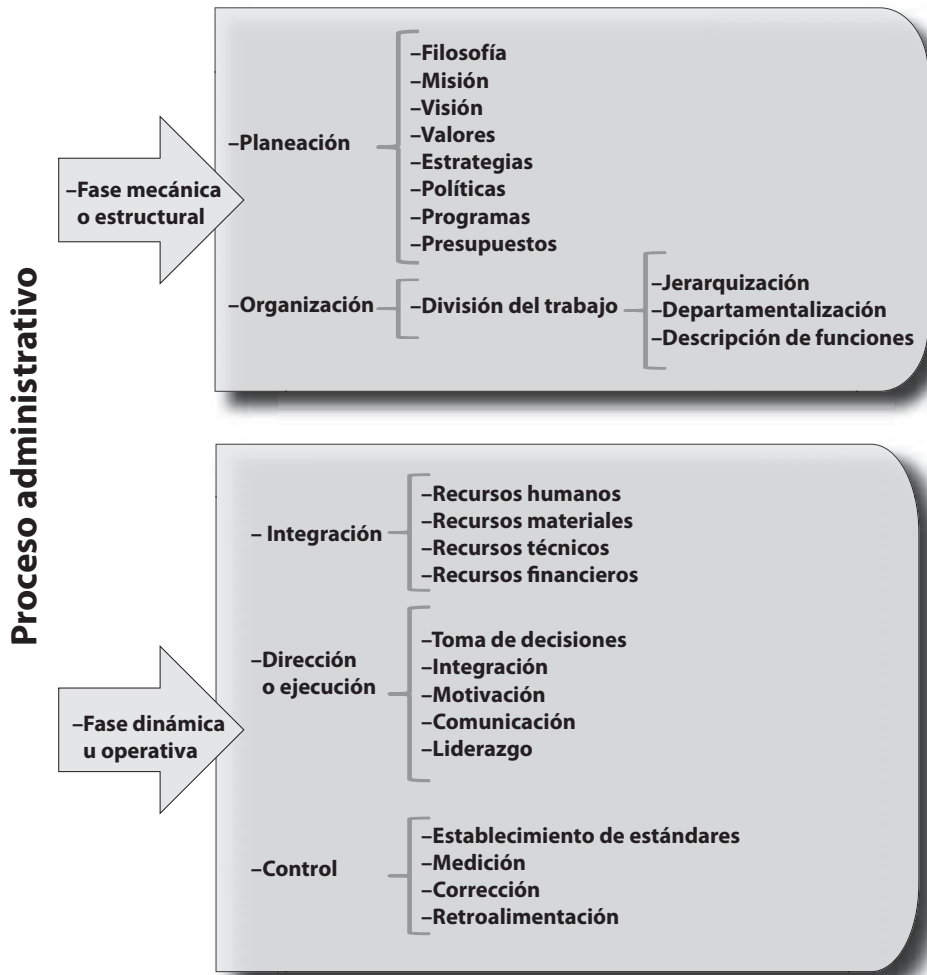 Proceso administrativo
–Fase mecánica
o estructural
–Planeación
–Filosofía
–Misión
–Visión
–Valores
–Estrategias
–Políticas
–Programas
–Presupuestos
–Organización
–División del trabajo
–Jerarquización
–Departamentalización
–Descripción de funciones
–Fase dinámica
u operativa
– Integración
–Recursos humanos
–Recursos materiales
–Recursos técnicos
–Recursos financieros
–Dirección
o ejecución
–Toma de decisiones
–Integración
–Motivación
–Comunicación
–Liderazgo
–Control
–Establecimiento de estándares
–Medición
–Corrección
–Retroalimentación